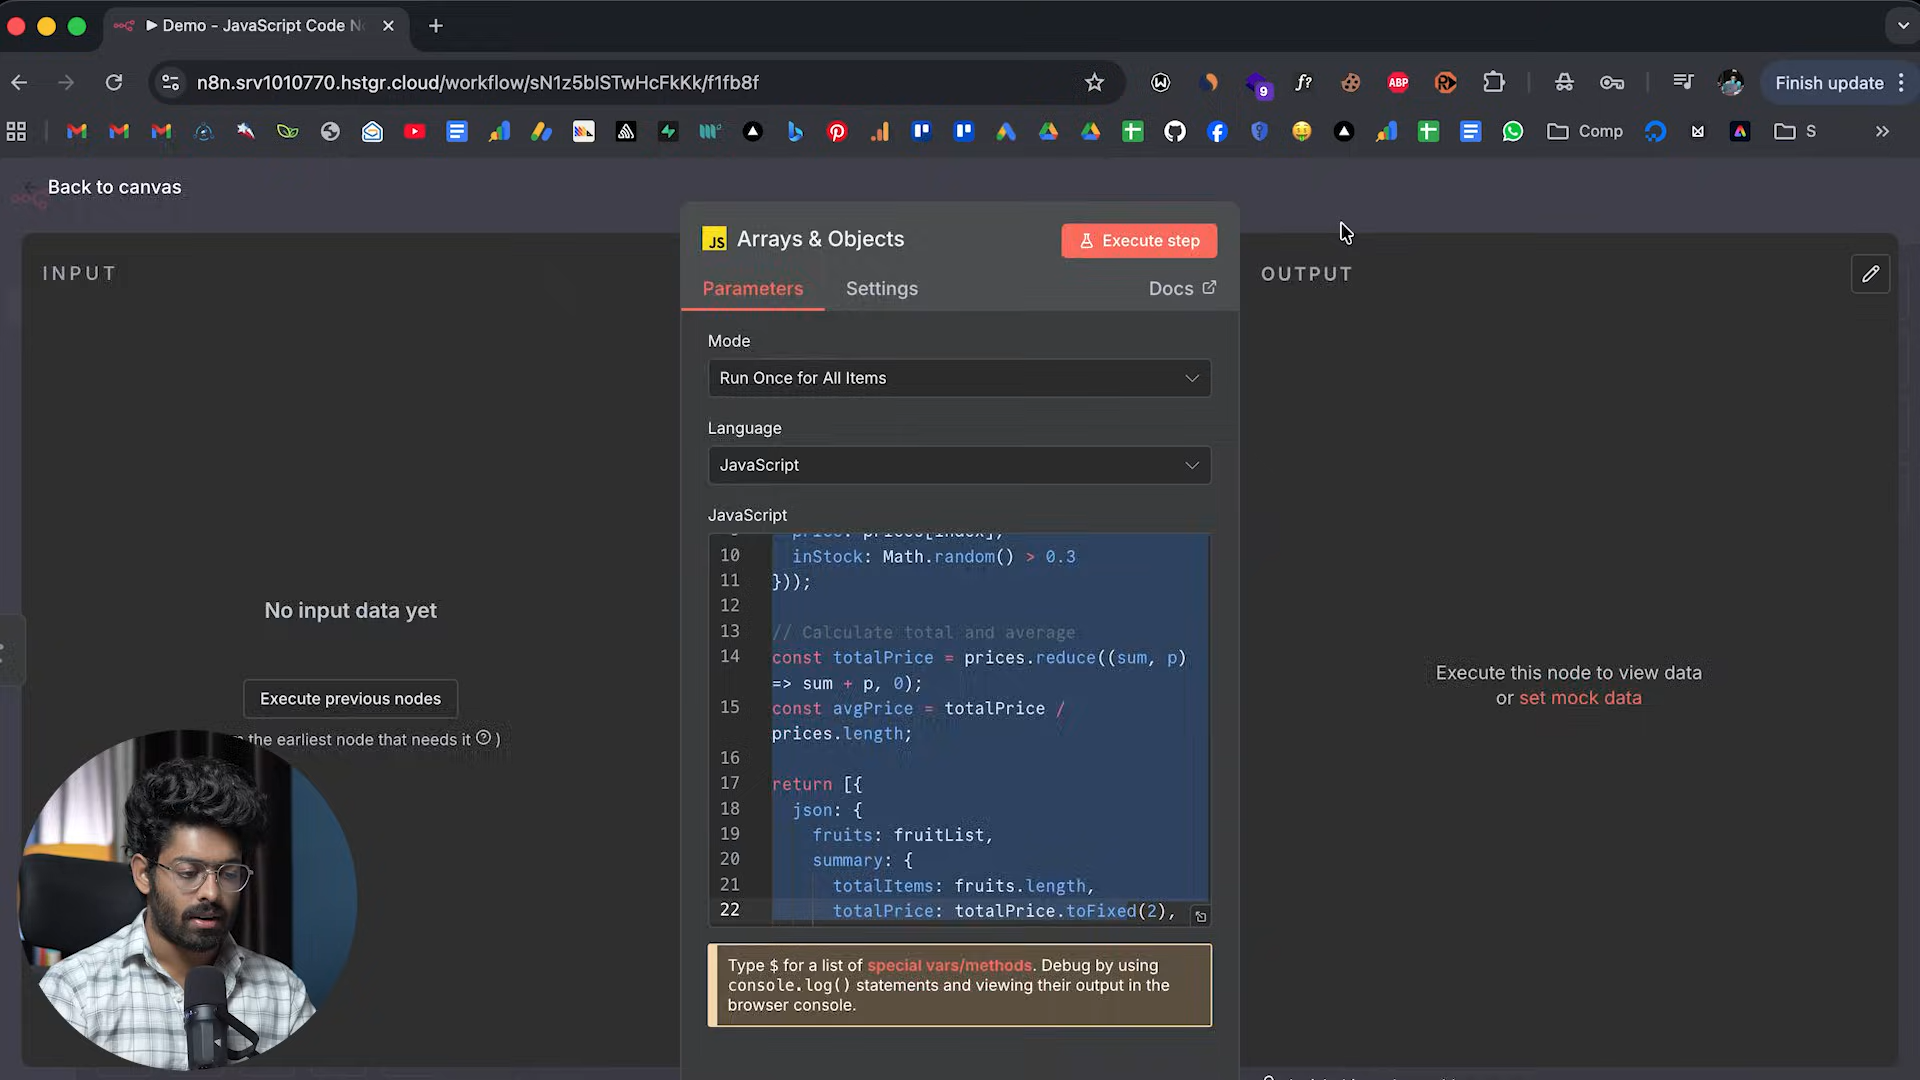 ▶ Demo - JavaScript Code N
n8n.srv1010770.hstgr.cloud/workflow/sN1z5bISTwHcFkKk/f1fb8f
9
f?
ABP
Finish update
Comp
S
Back to canvas
INPUT
JS Arrays & Objects
Execute step
OUTPUT
Parameters
Settings
Docs
Mode
Run Once for All Items
Language
JavaScript
JavaScript
price: prices[index],
10 inStock: Math.random() > 0.3
11 }));
12
13 // Calculate total and average
14 const totalPrice = prices.reduce((sum, p)
=> sum + p, 0);
15 const avgPrice = totalPrice /
prices.length;
16
17 return [{
18 json: {
19 fruits: fruitList,
20 summary: {
21 totalItems: fruits.length,
22 totalPrice: totalPrice.toFixed(2),
No input data yet
Execute previous nodes
the earliest node that needs it ? )
Execute this node to view data
or set mock data
Type $ for a list of special vars/methods. Debug by using
console.log() statements and viewing their output in the
browser console.